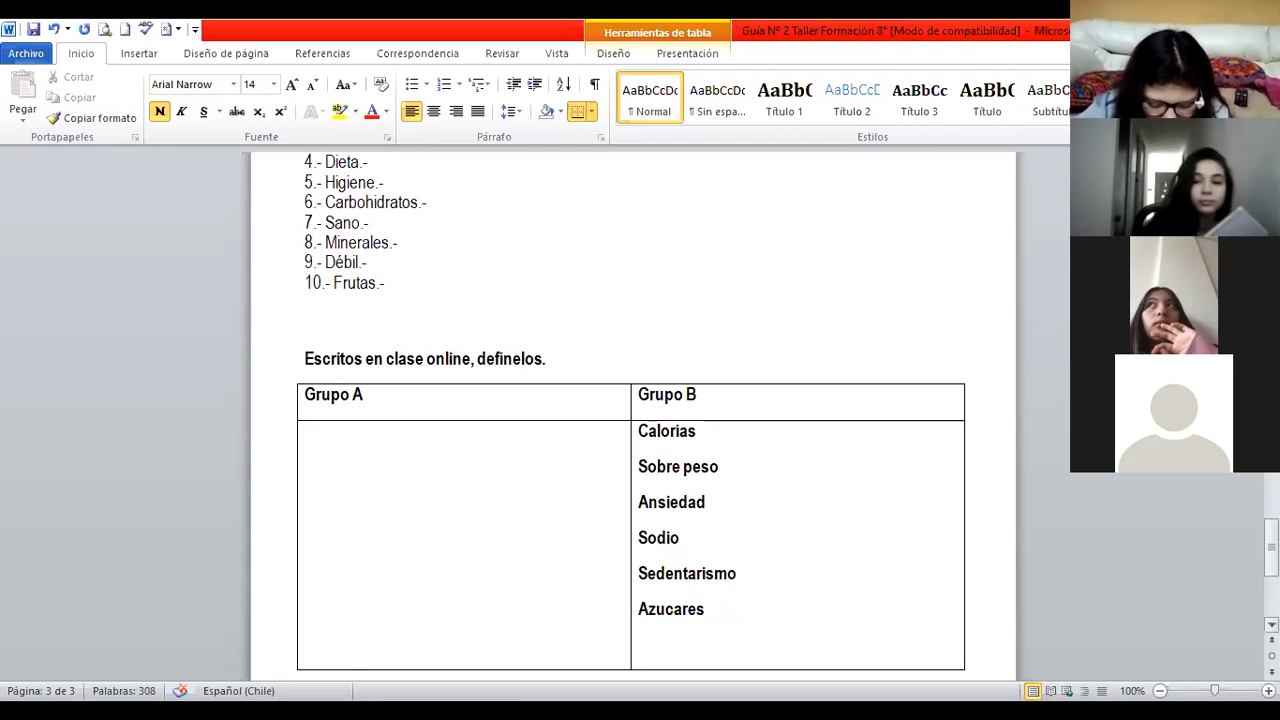 Herramientas de tabla
Guía Nº 2 Taller Formación 8° [Modo de compatibilidad] - Micros
Archivo
Inicio
Insertar
Diseño de página
Referencias
Correspondencia
Revisar
Vista
Diseño
Presentación
Pegar
Cortar
Copiar
Copiar formato
Portapapeles
Arial Narrow
14
Fuente
Párrafo
AaBbCcDc
¶ Normal
AaBbCcDc
¶ Sin espa...
AaBbC
Título 1
AaBbCcD
Título 2
AaBbCc
Título 3
AaBbC
Título
AaBbC
Subtítu
Estilos
4.- Dieta.-
5.- Higiene.-
6.- Carbohidratos.-
7.- Sano.-
8.- Minerales.-
9.- Débil.-
10.- Frutas.-
Escritos en clase online, definelos.
Grupo A
Grupo B
Calorías
Sobre peso
Ansiedad
Sodio
Sedentarismo
Azucares
Página: 3 de 3
Palabras: 308
Español (Chile)
100%